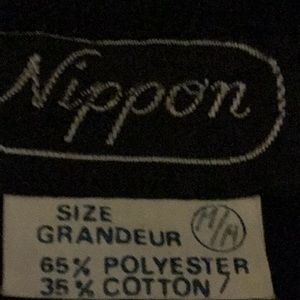 Nippon
SIZE
GRANDEUR M/M
65% POLYESTER
35% COTTON